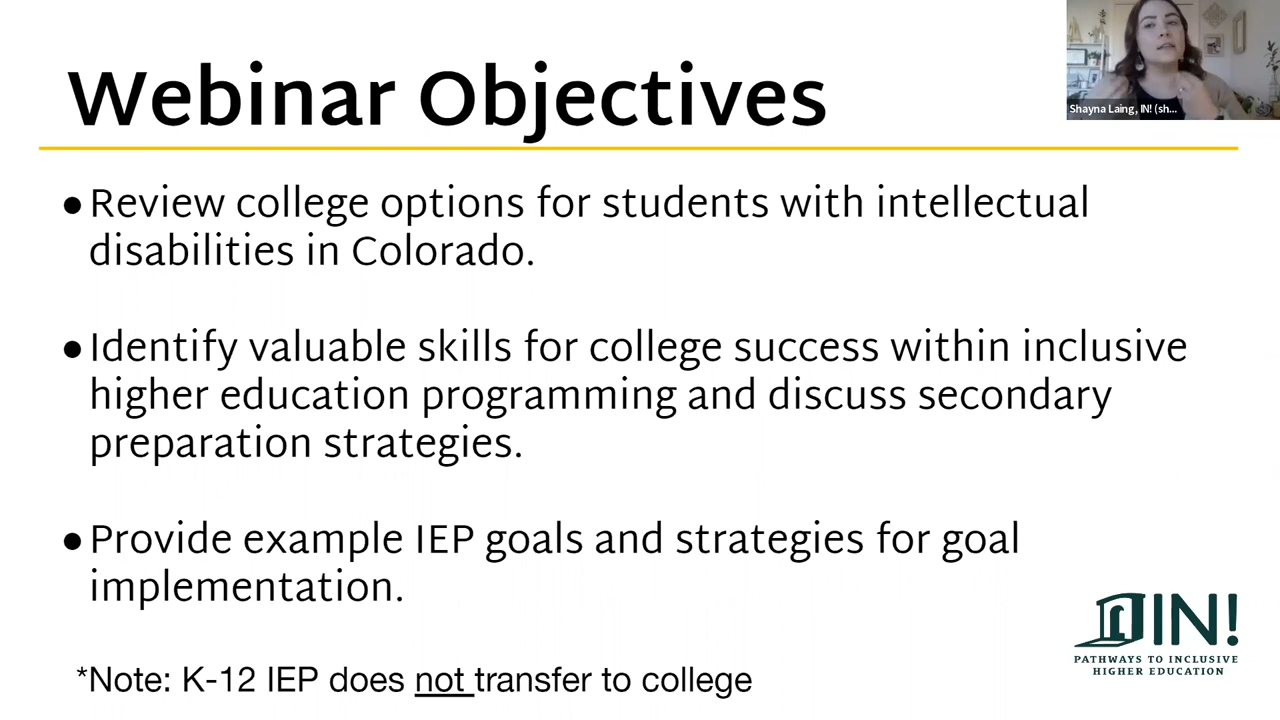 Webinar Objectives
Shayna Laing, IN! (sh...
●Review college options for students with intellectual
disabilities in Colorado.
●Identify valuable skills for college success within inclusive
higher education programming and discuss secondary
preparation strategies.
●Provide example IEP goals and strategies for goal
implementation.
IN!
PATHWAYS TO INCLUSIVE
HIGHER EDUCATION
*Note: K-12 IEP does not transfer to college